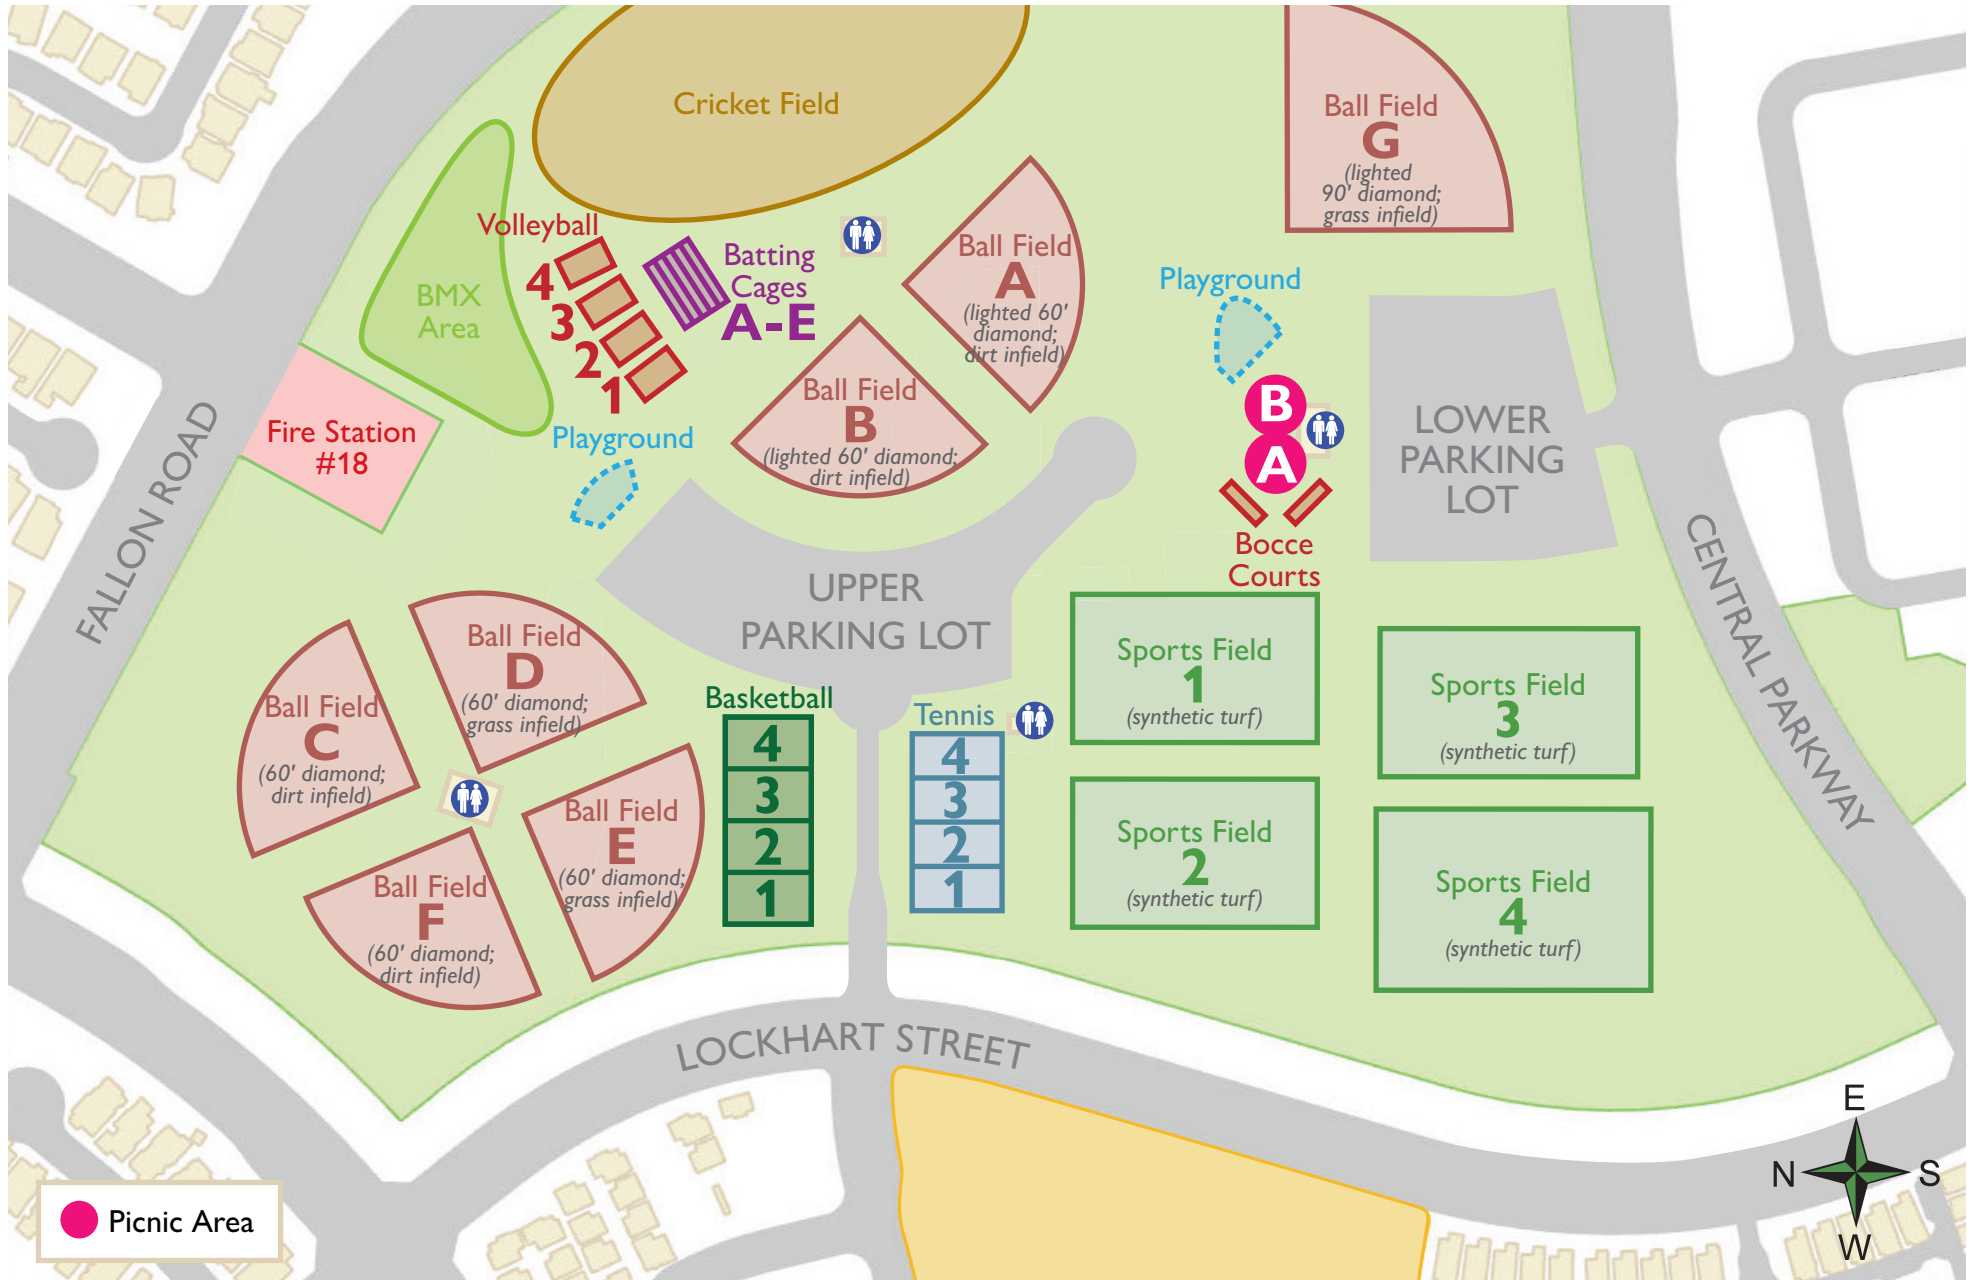 Cricket Field
Ball Field
G
(lighted
90' diamond;
grass infield)
Volleyball
4
3
2
1
Batting
Cages
A-E
Ball Field
A
(lighted 60'
diamond;
dirt infield)
Playground
BMX
Area
Ball Field
B
(lighted 60' diamond;
dirt infield)
B
A
LOWER
PARKING
LOT
Fire Station
#18
Playground
FALLON ROAD
Bocce
Courts
CENTRAL PARKWAY
UPPER
PARKING LOT
Ball Field
D
(60' diamond;
grass infield)
Sports Field
1
(synthetic turf)
Sports Field
3
(synthetic turf)
Ball Field
C
(60' diamond;
dirt infield)
Basketball
4
3
2
1
Tennis
4
3
2
1
Ball Field
E
(60' diamond;
grass infield)
Sports Field
2
(synthetic turf)
Ball Field
F
(60' diamond;
dirt infield)
Sports Field
4
(synthetic turf)
LOCKHART STREET
E
N
S
W
Picnic Area